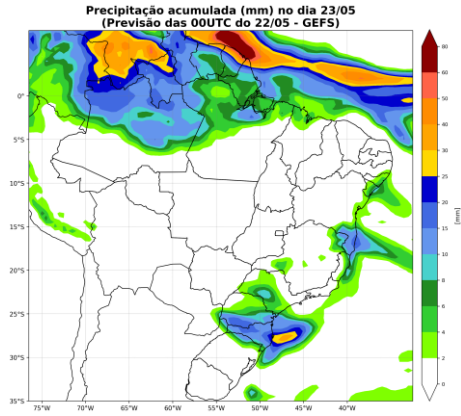 Precipitação acumulada (mm) no dia 23/05
(Previsão das 00UTC do 22/05 - GEFS)
0°
5°S
10°S
15°S
20°S
25°S
30°S
35°S
75°W
70°W
65°W
60°W
55°W
50°W
45°W
40°W
80
60
50
40
30
25
20
15
10
8
6
4
2
0
[mm]